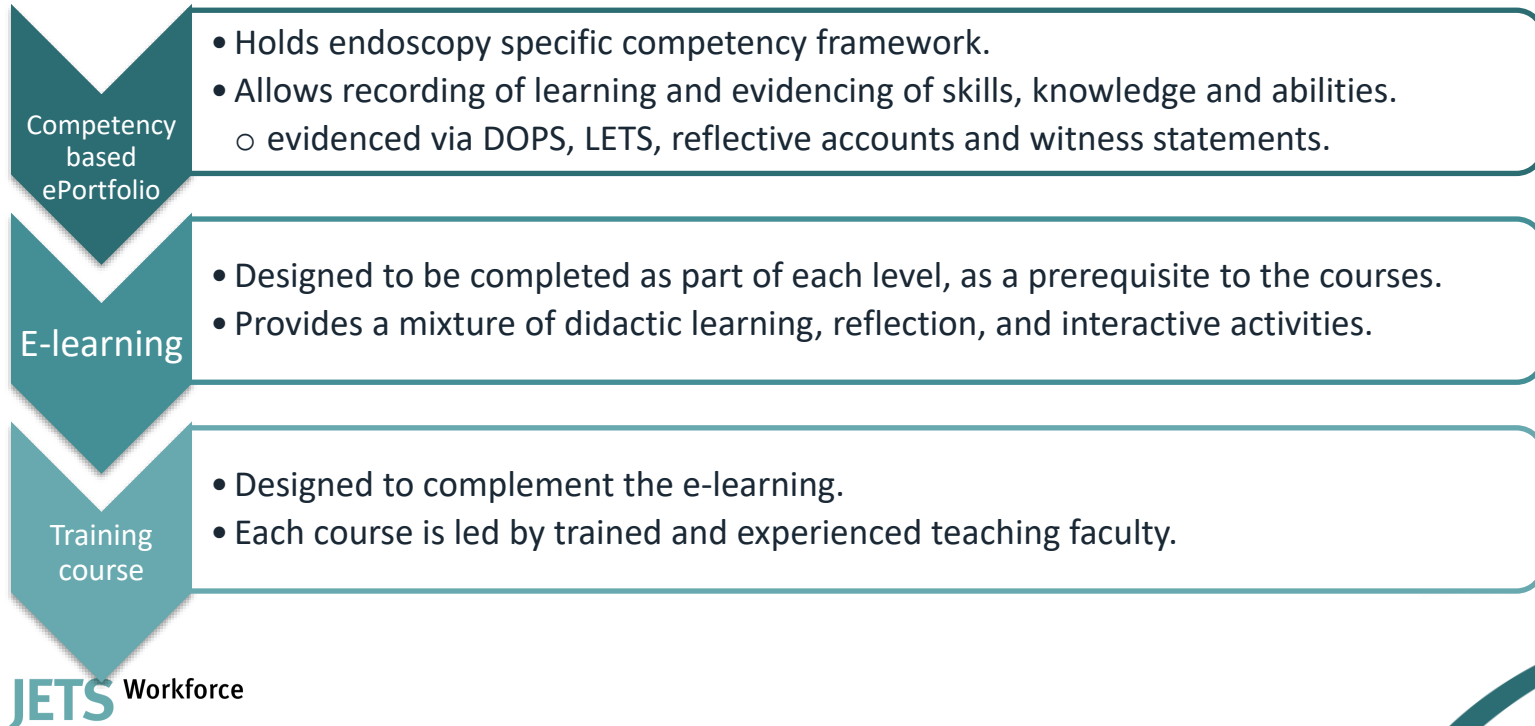 Competency
based
ePortfolio
• Holds endoscopy specific competency framework.
• Allows recording of learning and evidencing of skills, knowledge and abilities.
o evidenced via DOPS, LETS, reflective accounts and witness statements.
E-learning
• Designed to be completed as part of each level, as a prerequisite to the courses.
• Provides a mixture of didactic learning, reflection, and interactive activities.
Training
course
• Designed to complement the e-learning.
• Each course is led by trained and experienced teaching faculty.
JETS Workforce